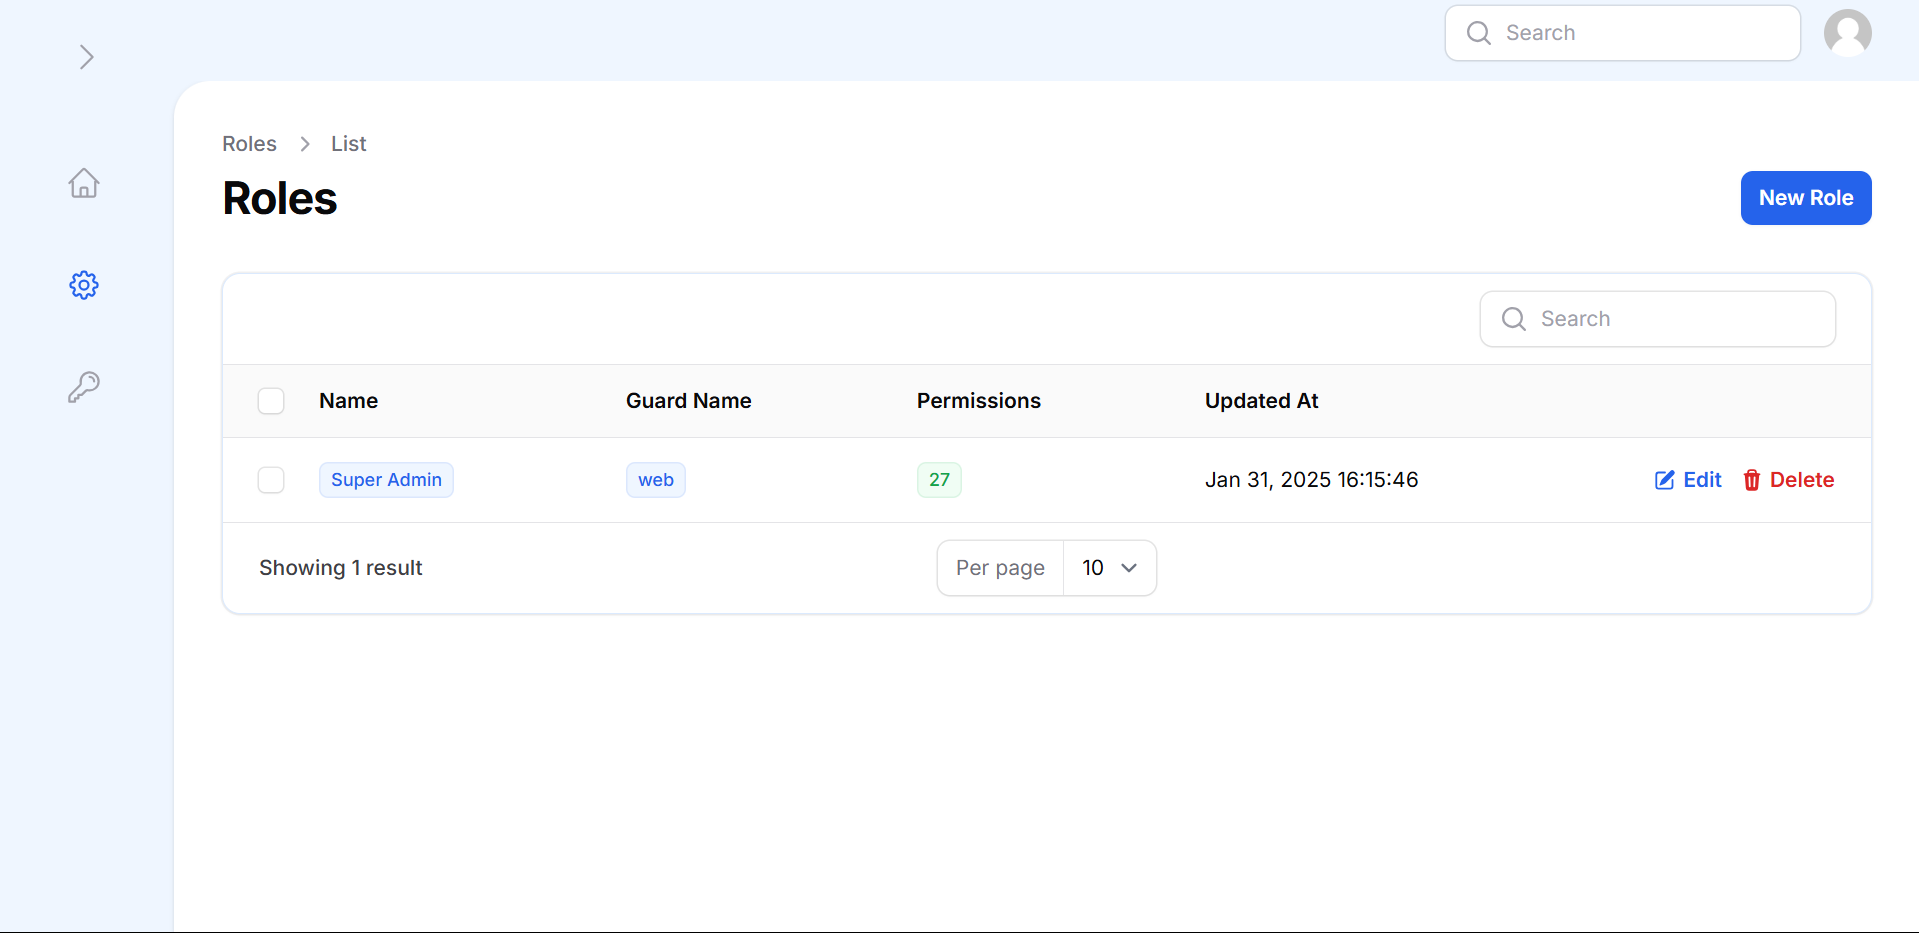 Search
Roles > List
Roles
New Role
Search
Name Guard Name Permissions Updated At
Super Admin web 27 Jan 31, 2025 16:15:46 Edit Delete
Showing 1 result Per page 10